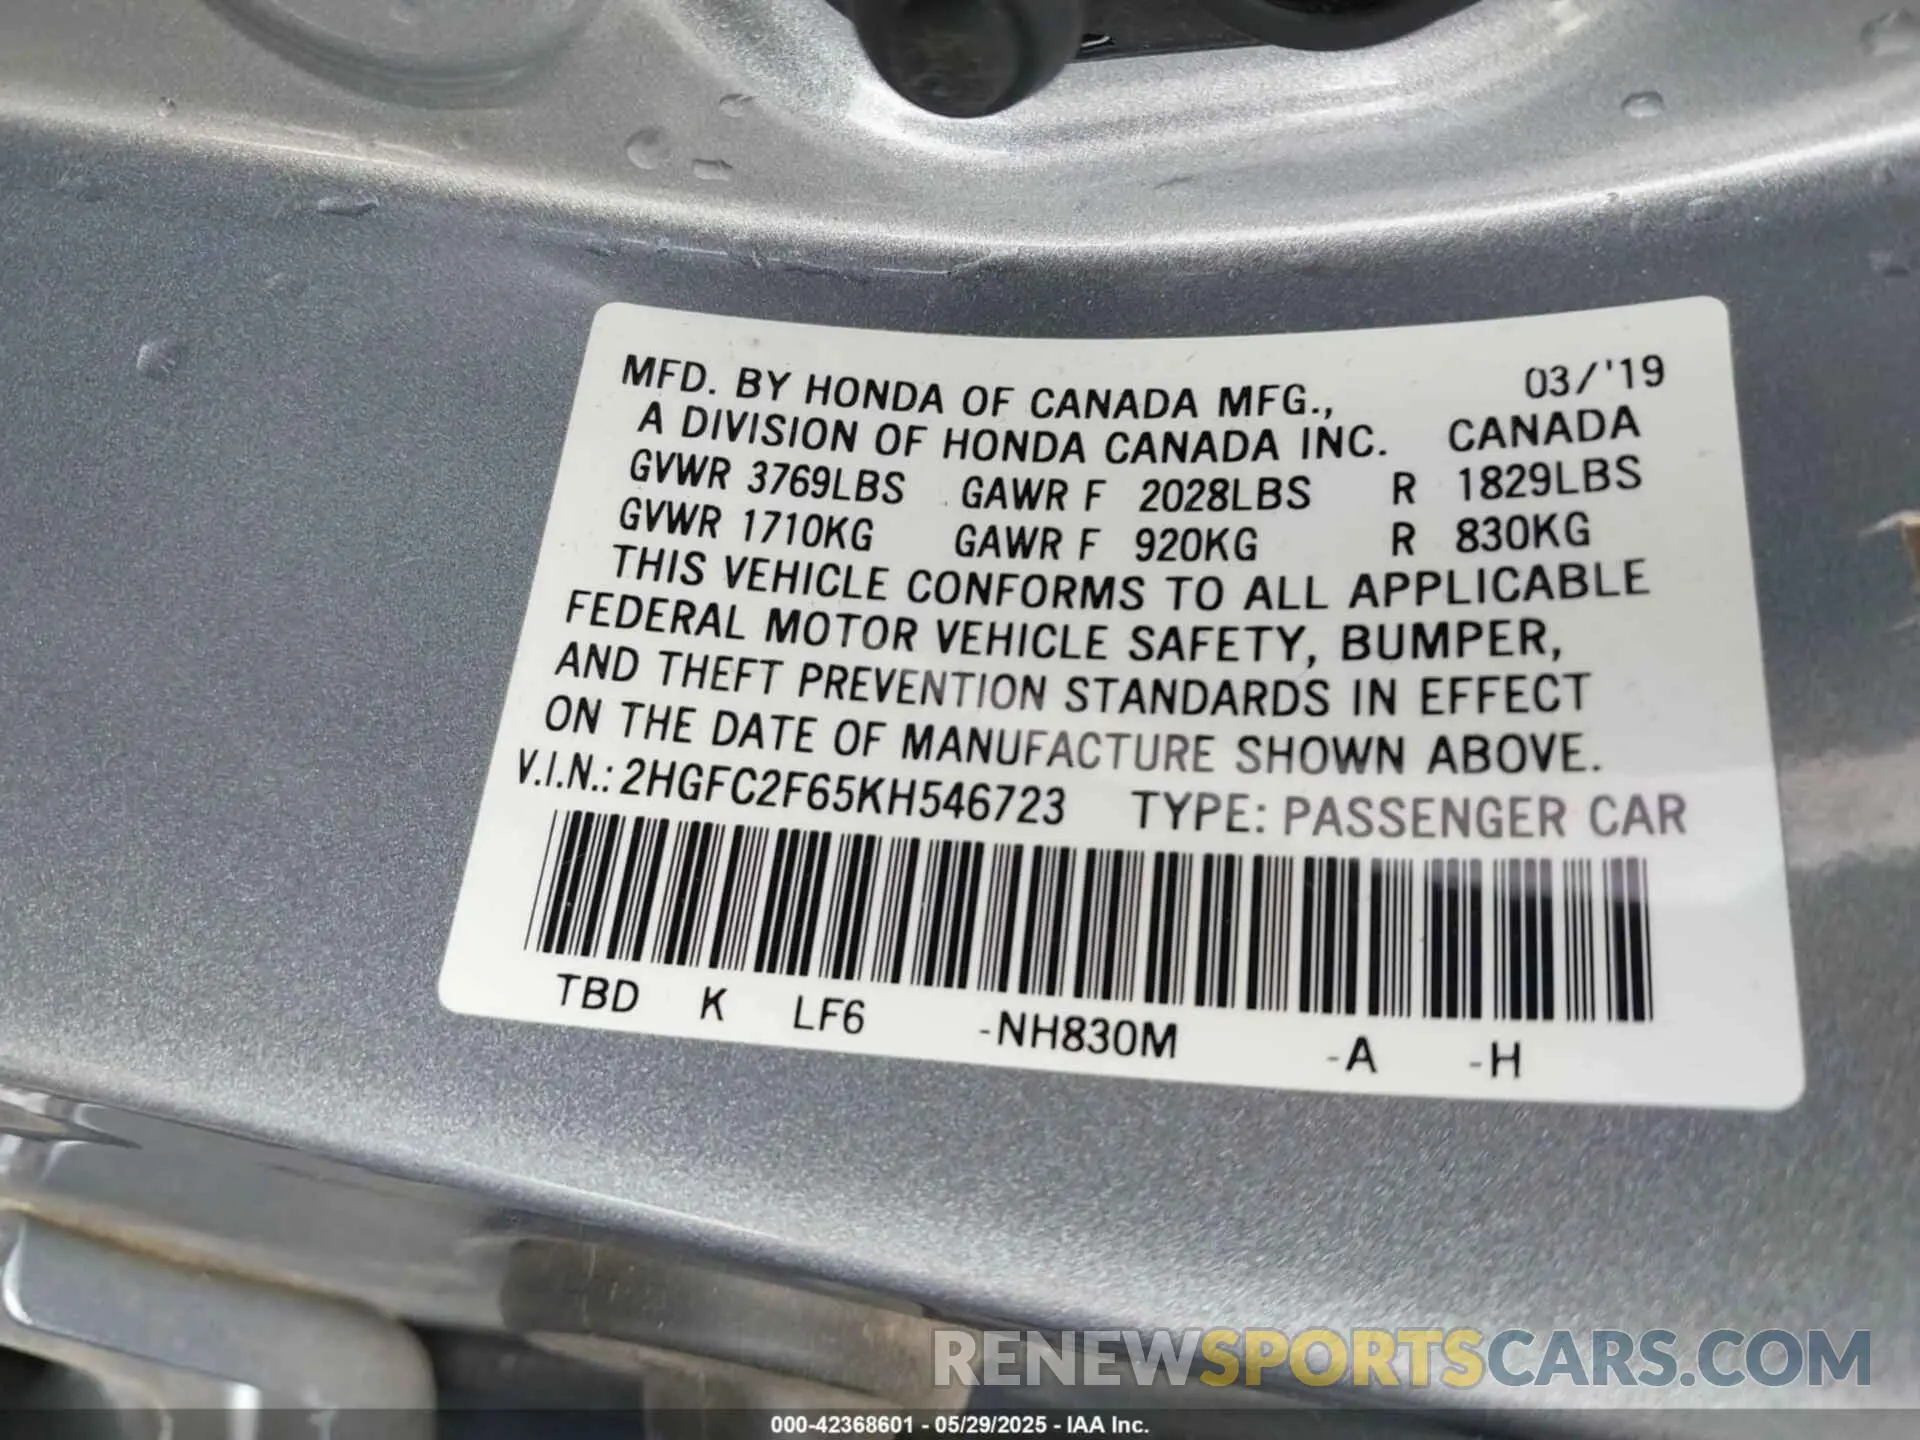 MFD. BY HONDA OF CANADA MFG., 03/'19
A DIVISION OF HONDA CANADA INC. CANADA
GVWR 3769LBS GAWR F 2028LBS R 1829LBS
GVWR 1710KG GAWR F 920KG R 830KG
THIS VEHICLE CONFORMS TO ALL APPLICABLE
FEDERAL MOTOR VEHICLE SAFETY, BUMPER,
AND THEFT PREVENTION STANDARDS IN EFFECT
ON THE DATE OF MANUFACTURE SHOWN ABOVE.
V.I.N.: 2HGFC2F65KH546723 TYPE: PASSENGER CAR
TBD K LF6 -NH830M -A -H
RENEWSPORTSCARS.COM
000-42368601 - 05/29/2025 - IAA Inc.